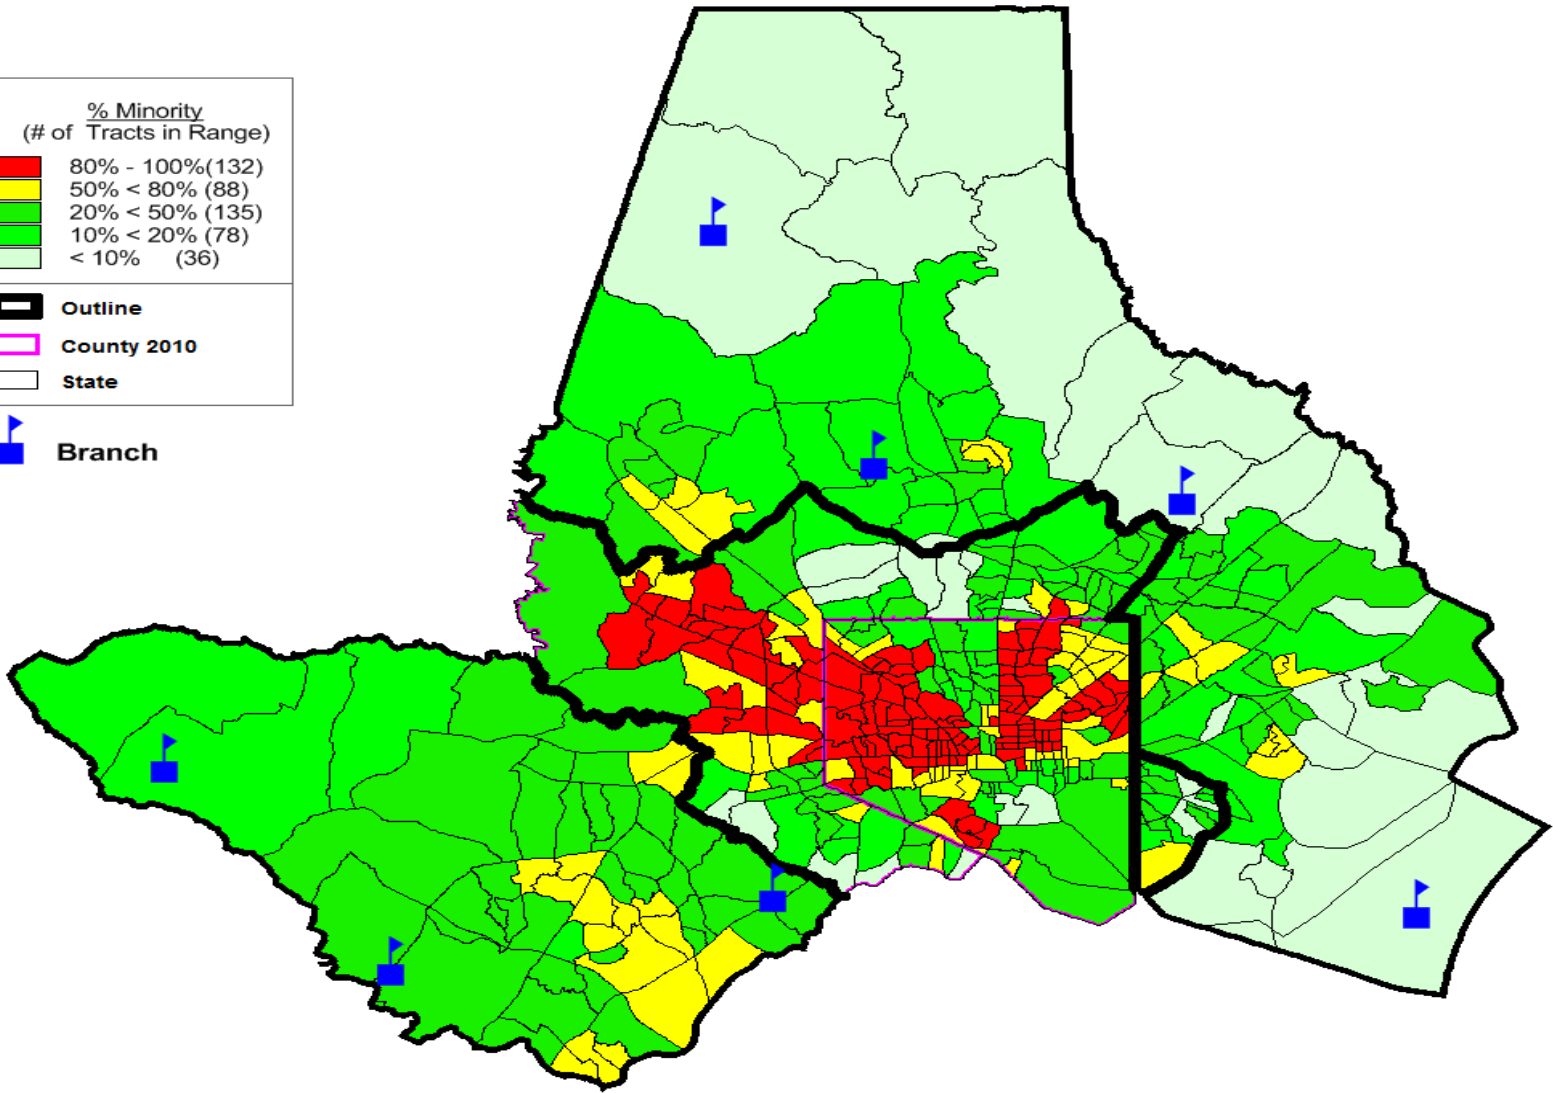 % Minority
(# of Tracts in Range)
80% - 100%(132)
50% < 80% (88)
20% < 50% (135)
10% < 20% (78)
< 10% (36)
Outline
County 2010
State
Branch